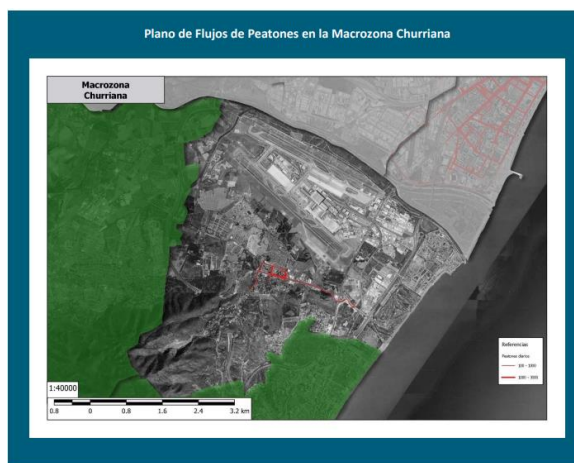 Plano de Flujos de Peatones en la Macrozona Churriana
Macrozona
Churriana
Referencias
Peatones diarios
1:40000
0.8 0 0.8 1.6 2.4 3.2 km